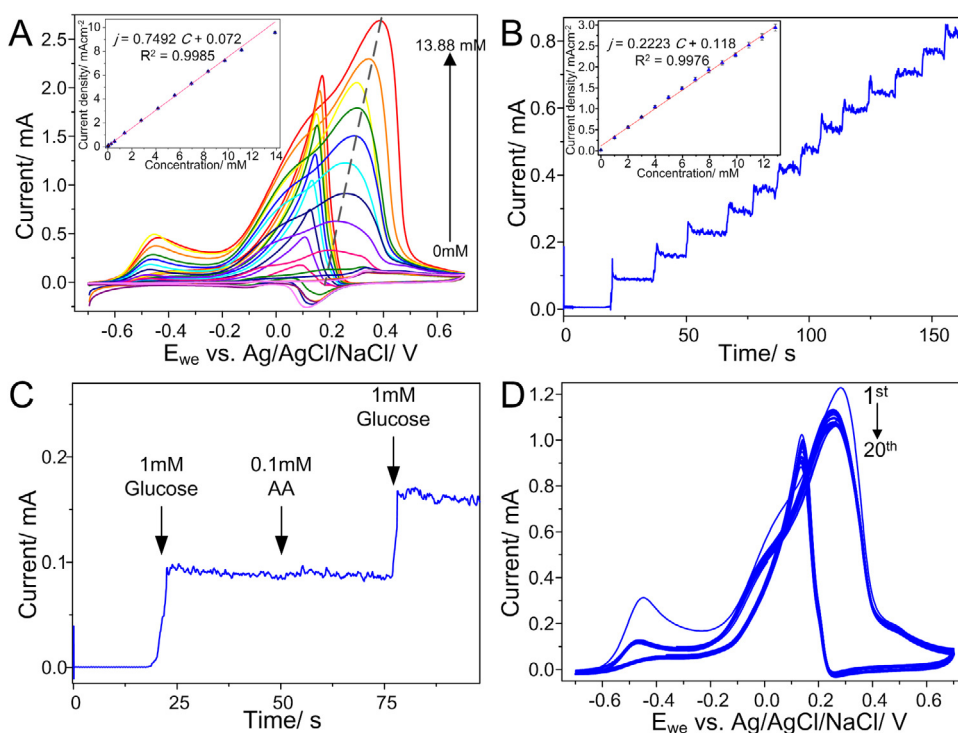 A
j = 0.7492 C + 0.072
R² = 0.9985
Current density/ mAcm⁻²
10
8
6
4
2
0
0 2 4 6 8 10 12 14
Concentration/ mM
13.88 mM
0mM
Current/ mA
2.5
2.0
1.5
1.0
0.5
0.0
-0.6 -0.4 -0.2 0.0 0.2 0.4 0.6
E_we vs. Ag/AgCl/NaCl/ V
B
j = 0.2223 C + 0.118
R² = 0.9976
Current density/ mAcm⁻²
3.0
2.0
1.0
0.0
0 2 4 6 8 10 12
Concentration/ mM
Current/ mA
0.8
0.6
0.4
0.2
0.0
0 50 100 150
Time/ s
C
1mM
Glucose
0.1mM
AA
1mM
Glucose
Current/ mA
0.2
0.1
0.0
0 25 50 75
Time/ s
D
1st
20th
Current/ mA
1.2
1.0
0.8
0.6
0.4
0.2
0.0
-0.6 -0.4 -0.2 0.0 0.2 0.4 0.6
E_we vs. Ag/AgCl/NaCl/ V